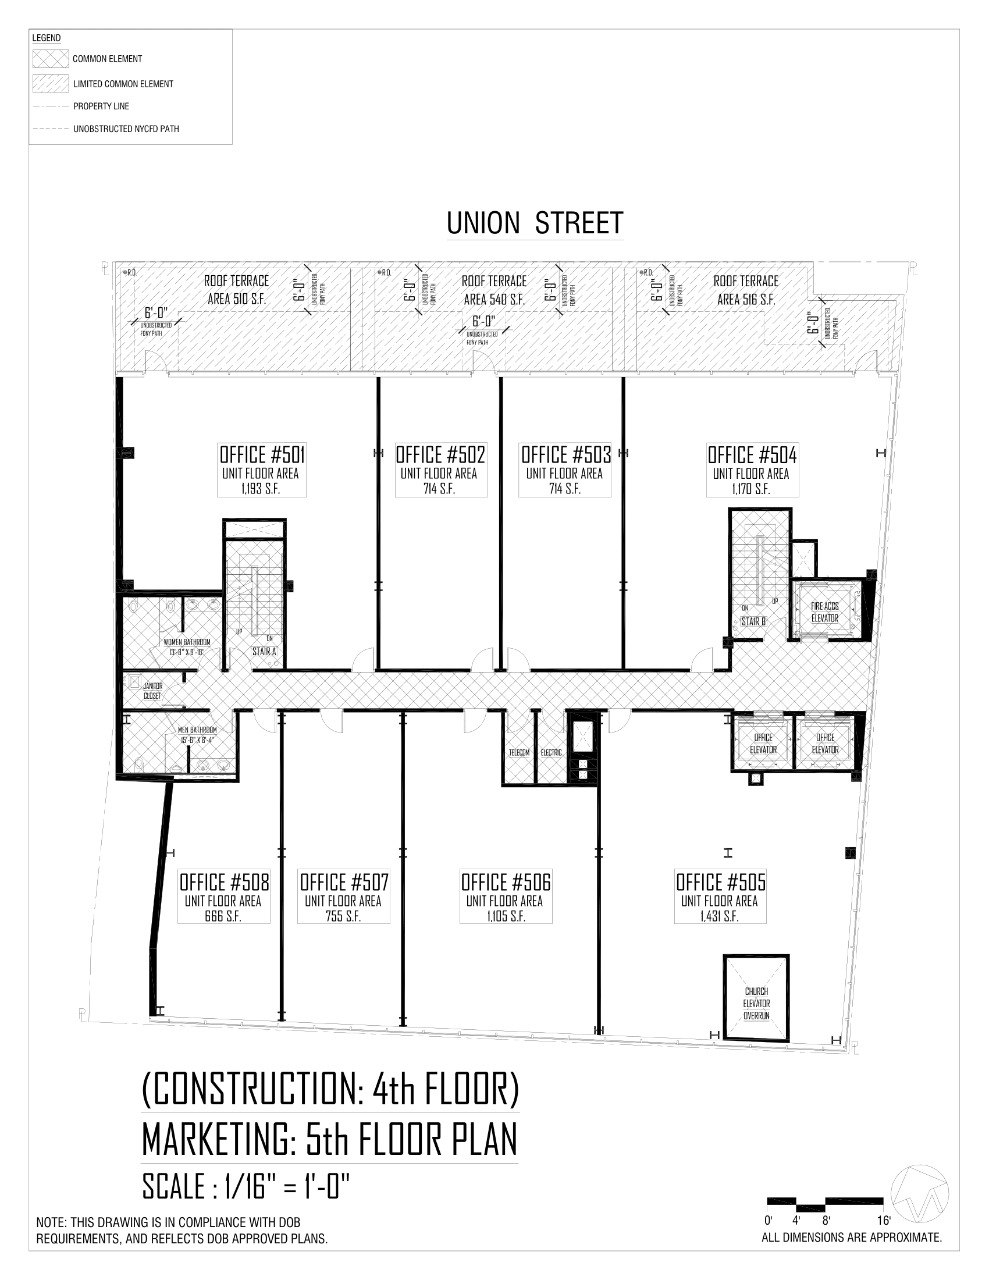 LEGEND
COMMON ELEMENT
LIMITED COMMON ELEMENT
PROPERTY LINE
UNOBSTRUCTED NYCFD PATH
UNION STREET
R.D.
ROOF TERRACE
AREA 510 S.F.
6'-0"
UNOBSTRUCTED
FDNY PATH
6'-0"
UNOBSTRUCTED
FDNY PATH
R.D.
6'-0"
UNOBSTRUCTED
FDNY PATH
ROOF TERRACE
AREA 540 S.F.
6'-0"
UNOBSTRUCTED
FDNY PATH
6'-0"
UNOBSTRUCTED
FDNY PATH
R.D.
6'-0"
UNOBSTRUCTED
FDNY PATH
ROOF TERRACE
AREA 516 S.F.
6'-0"
UNOBSTRUCTED
FDNY PATH
OFFICE #501
UNIT FLOOR AREA
1,193 S.F.
OFFICE #502
UNIT FLOOR AREA
714 S.F.
OFFICE #503
UNIT FLOOR AREA
714 S.F.
OFFICE #504
UNIT FLOOR AREA
1,170 S.F.
UP
DN
STAIR A
DN
UP
STAIR B
FIRE ACCS
ELEVATOR
WOMEN BATHROOM
JANITOR
CLOSET
MEN BATHROOM
TELECOM
ELECTRIC
OFFICE
ELEVATOR
OFFICE
ELEVATOR
OFFICE #508
UNIT FLOOR AREA
666 S.F.
OFFICE #507
UNIT FLOOR AREA
755 S.F.
OFFICE #506
UNIT FLOOR AREA
1,105 S.F.
OFFICE #505
UNIT FLOOR AREA
1,431 S.F.
CHURCH
ELEVATOR
OVERRUN
(CONSTRUCTION: 4th FLOOR)
MARKETING: 5th FLOOR PLAN
SCALE : 1/16" = 1'-0"
NOTE: THIS DRAWING IS IN COMPLIANCE WITH DOB
REQUIREMENTS, AND REFLECTS DOB APPROVED PLANS.
0' 4' 8' 16'
ALL DIMENSIONS ARE APPROXIMATE.